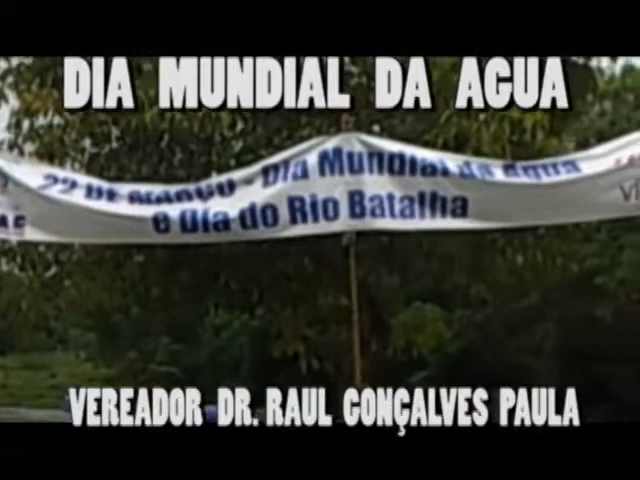 DIA MUNDIAL DA AGUA
22 DE MARÇO - Dia Mundial da Água
e Dia do Rio Batalha
VEREADOR DR. RAUL GONÇALVES PAULA